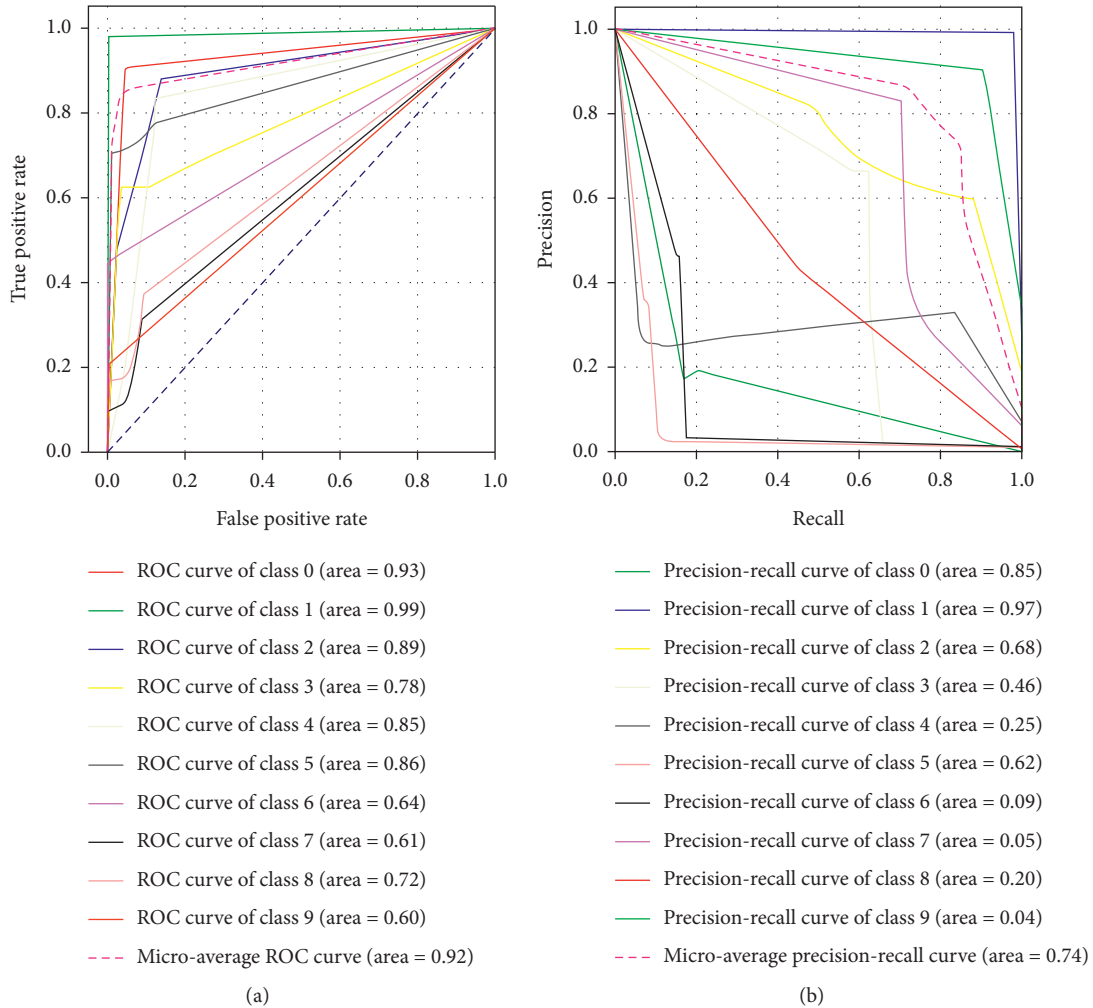 1.0
0.8
0.6
0.4
0.2
0.0
True positive rate
0.0 0.2 0.4 0.6 0.8 1.0
False positive rate
ROC curve of class 0 (area = 0.93)
ROC curve of class 1 (area = 0.99)
ROC curve of class 2 (area = 0.89)
ROC curve of class 3 (area = 0.78)
ROC curve of class 4 (area = 0.85)
ROC curve of class 5 (area = 0.86)
ROC curve of class 6 (area = 0.64)
ROC curve of class 7 (area = 0.61)
ROC curve of class 8 (area = 0.72)
ROC curve of class 9 (area = 0.60)
Micro-average ROC curve (area = 0.92)
(a)
1.0
0.8
0.6
0.4
0.2
0.0
Precision
0.0 0.2 0.4 0.6 0.8 1.0
Recall
Precision-recall curve of class 0 (area = 0.85)
Precision-recall curve of class 1 (area = 0.97)
Precision-recall curve of class 2 (area = 0.68)
Precision-recall curve of class 3 (area = 0.46)
Precision-recall curve of class 4 (area = 0.25)
Precision-recall curve of class 5 (area = 0.62)
Precision-recall curve of class 6 (area = 0.09)
Precision-recall curve of class 7 (area = 0.05)
Precision-recall curve of class 8 (area = 0.20)
Precision-recall curve of class 9 (area = 0.04)
Micro-average precision-recall curve (area = 0.74)
(b)